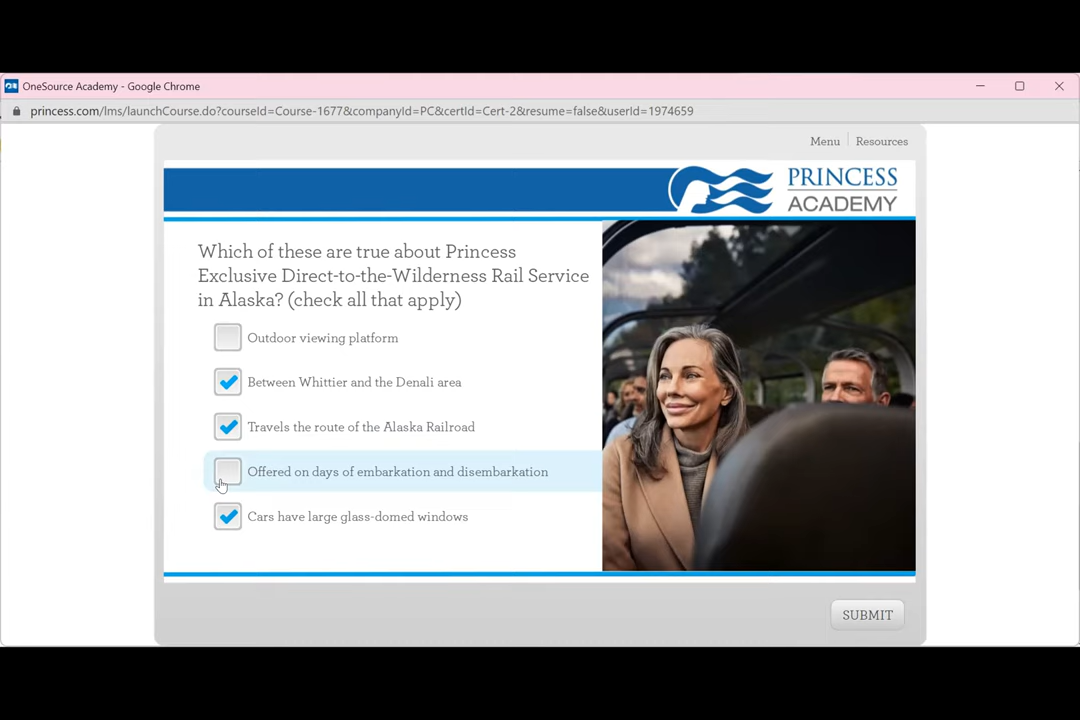 OneSource Academy - Google Chrome
princess.com/lms/launchCourse.do?courseId=Course-1677&companyId=PC&certId=Cert-2&resume=false&userId=1974659
Menu Resources
PRINCESS
ACADEMY
Which of these are true about Princess
Exclusive Direct-to-the-Wilderness Rail Service
in Alaska? (check all that apply)
Outdoor viewing platform
Between Whittier and the Denali area
Travels the route of the Alaska Railroad
Offered on days of embarkation and disembarkation
Cars have large glass-domed windows
SUBMIT